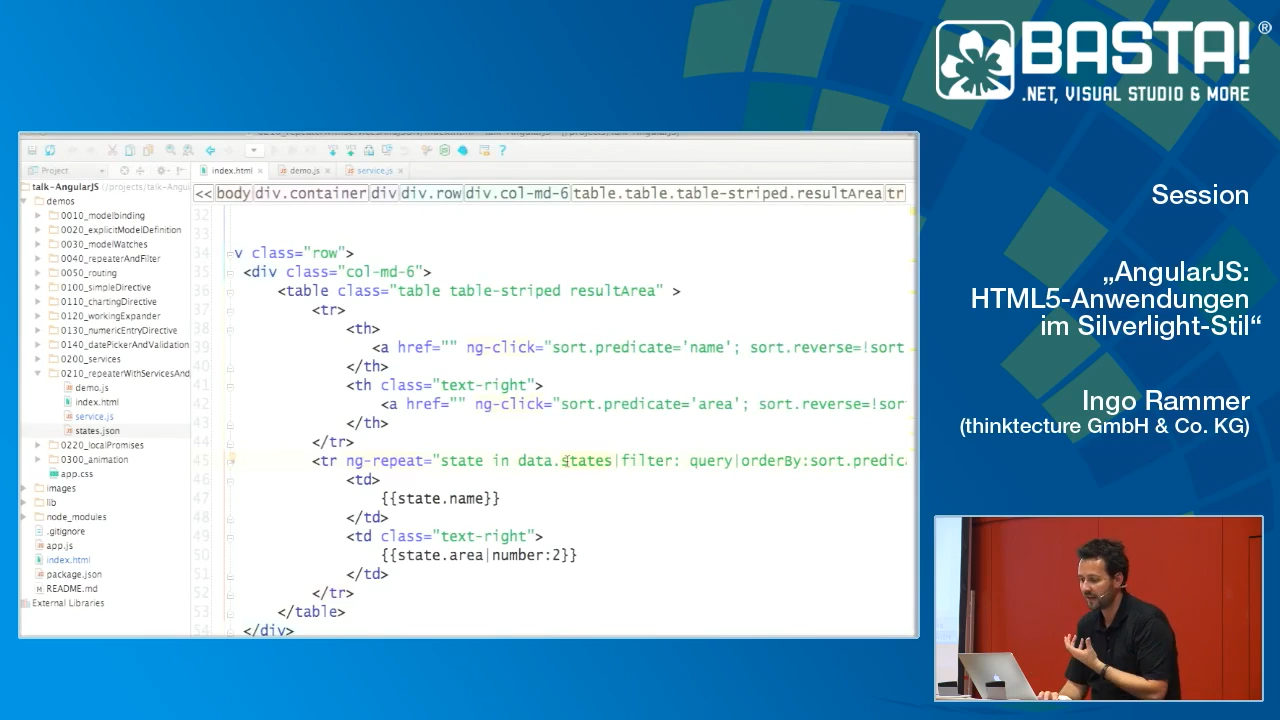 BASTA! ®
.NET, VISUAL STUDIO & MORE
Session
„AngularJS:
HTML5-Anwendungen
im Silverlight-Stil“
Ingo Rammer
(thinktecture GmbH & Co. KG)
Project
index.html
demo.js
service.js
talk-AngularJS (/projects/talk-Angul
demos
0010_modelbinding
0020_explicitModelDefinition
0030_modelWatches
0040_repeaterAndFilter
0050_routing
0100_simpleDirective
0110_chartingDirective
0120_workingExpander
0130_numericEntryDirective
0140_datePickerAndValidation
0200_services
0210_repeaterWithServicesAnd
demo.js
index.html
service.js
states.json
0220_localPromises
0300_animation
app.css
images
lib
node_modules
.gitignore
app.js
index.html
package.json
README.md
External Libraries
<< body div.container div div.row div.col-md-6 table.table.table-striped.resultArea tr
32
33
34 v class="row">
35 <div class="col-md-6">
36 <table class="table table-striped resultArea" >
37 <tr>
38 <th>
39 <a href="" ng-click="sort.predicate='name'; sort.reverse=!sort
40 </th>
41 <th class="text-right">
42 <a href="" ng-click="sort.predicate='area'; sort.reverse=!sor
43 </th>
44 </tr>
45 <tr ng-repeat="state in data.states|filter: query|orderBy:sort.predica
46 <td>
47 {{state.name}}
48 </td>
49 <td class="text-right">
50 {{state.area|number:2}}
51 </td>
52 </tr>
53 </table>
54 </div>